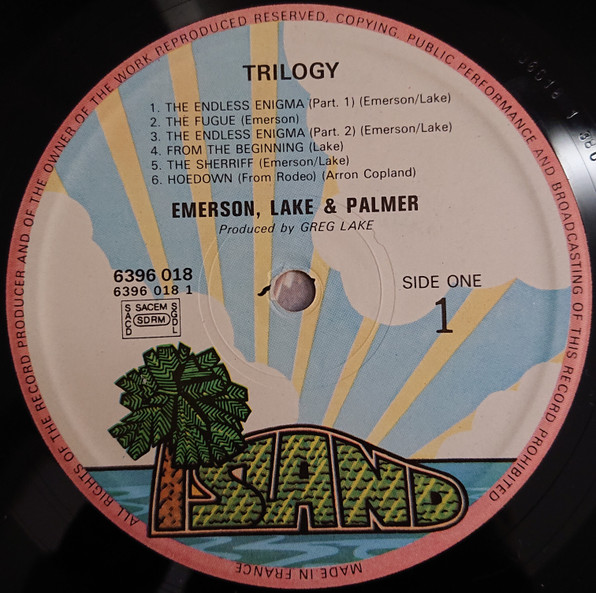 ALL RIGHTS OF THE RECORD PRODUCER AND OF THE OWNER OF THE WORK REPRODUCED RESERVED, COPYING, PUBLIC PERFORMANCE AND BROADCASTING OF THIS RECORD PROHIBITED
TRILOGY
1. THE ENDLESS ENIGMA (Part. 1) (Emerson/Lake)
2. THE FUGUE (Emerson)
3. THE ENDLESS ENIGMA (Part. 2) (Emerson/Lake)
4. FROM THE BEGINNING (Lake)
5. THE SHERRIFF (Emerson/Lake)
6. HOEDOWN (From Rodeo) (Arron Copland)
EMERSON, LAKE & PALMER
Produced by GREG LAKE
6396 018
6396 018 1
SACEM
SDRM
SACD
SGDL
SIDE ONE
1
ISLAND
MADE IN FRANCE